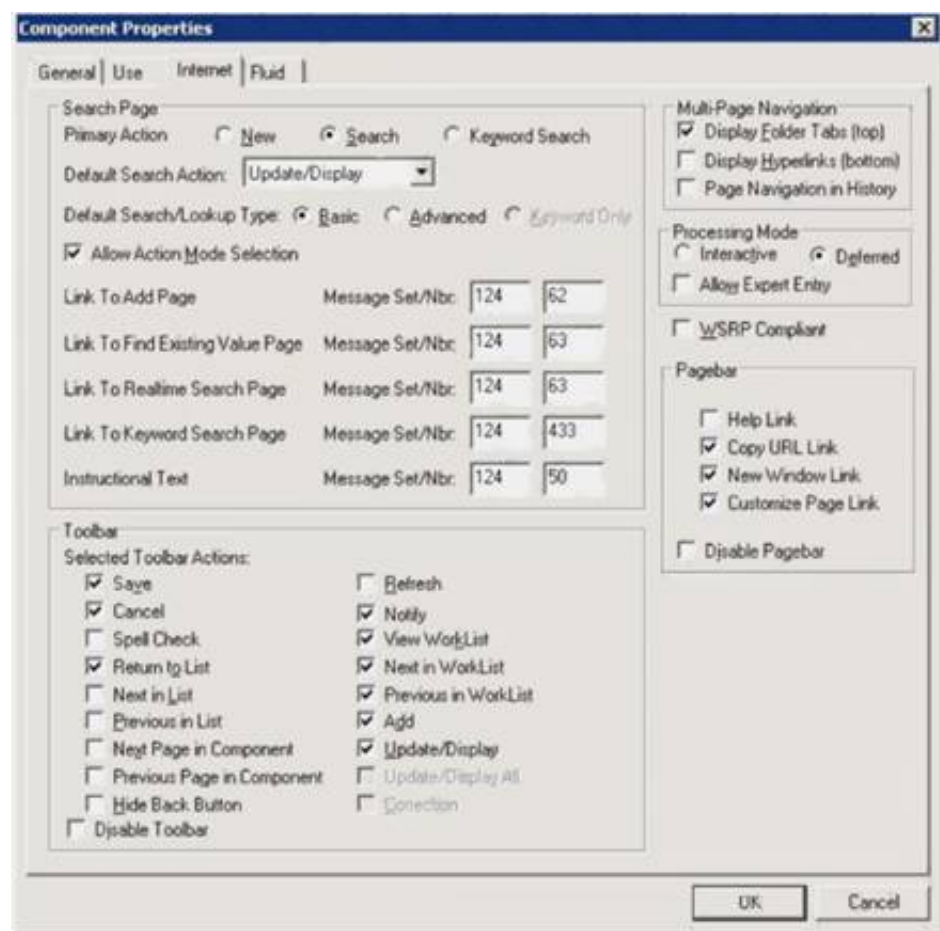 Component Properties
General Use Internet Fluid
Search Page
Primary Action New Search Keyword Search
Default Search Action: Update/Display
Default Search/Lookup Type: Basic Advanced Keyword Only
Allow Action Mode Selection
Link To Add Page Message Set/Nbr: 124 62
Link To Find Existing Value Page Message Set/Nbr: 124 63
Link To Realtime Search Page Message Set/Nbr: 124 63
Link To Keyword Search Page Message Set/Nbr: 124 433
Instructional Text Message Set/Nbr: 124 50
Multi-Page Navigation
Display Folder Tabs (top)
Display Hyperlinks (bottom)
Page Navigation in History
Processing Mode
Interactive Deferred
Allow Expert Entry
WSRP Compliant
Pagebar
Help Link
Copy URL Link
New Window Link
Customize Page Link
Disable Pagebar
Toolbar
Selected Toolbar Actions:
Save Refresh
Cancel Notify
Spell Check View WorkList
Return to List Next in WorkList
Next in List Previous in WorkList
Previous in List Add
Next Page in Component Update/Display
Previous Page in Component Update/Display All
Hide Back Button Correction
Disable Toolbar
OK Cancel